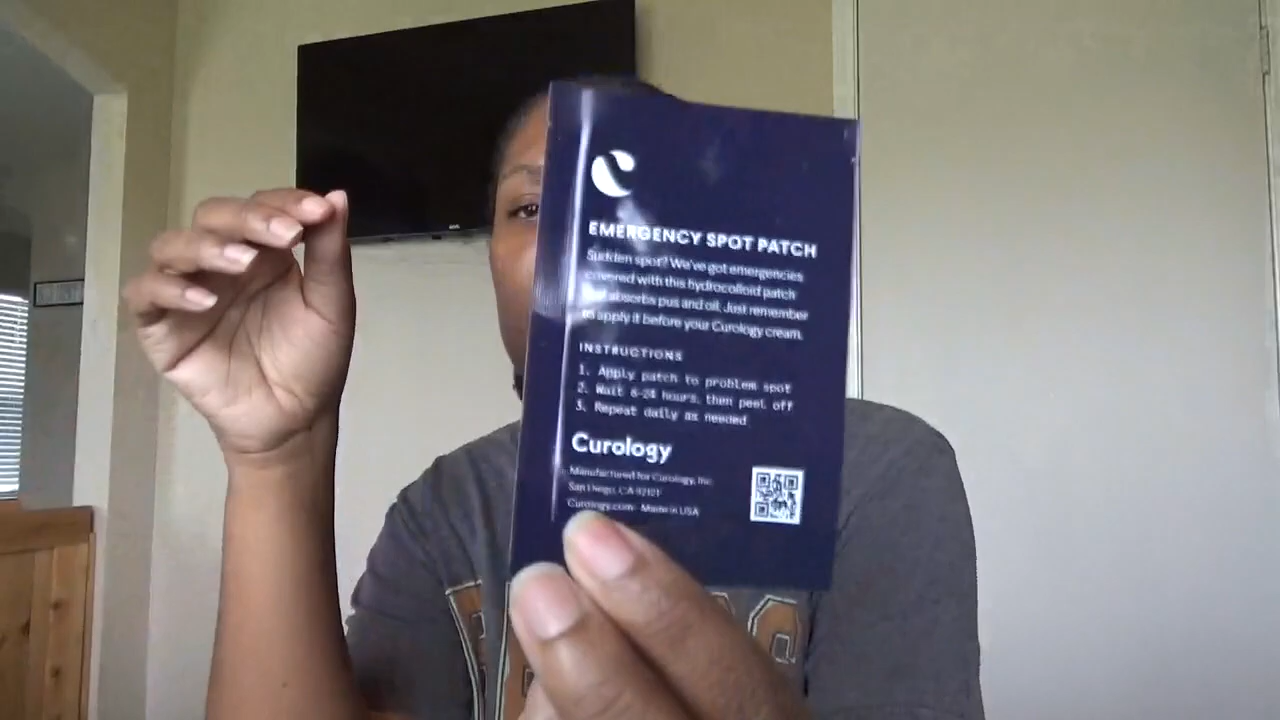 EMERGENCY SPOT PATCH
Sudden spot? We've got emergencies
covered with this hydrocolloid patch
that absorbs pus and oil. Just remember
to apply it before your Curology cream.
INSTRUCTIONS
1. Apply patch to problem spot
2. Wait 6-24 hours, then peel off
3. Repeat daily as needed
Curology
Manufactured for Curology, Inc.
San Diego, CA 92121
Curology.com · Made in USA